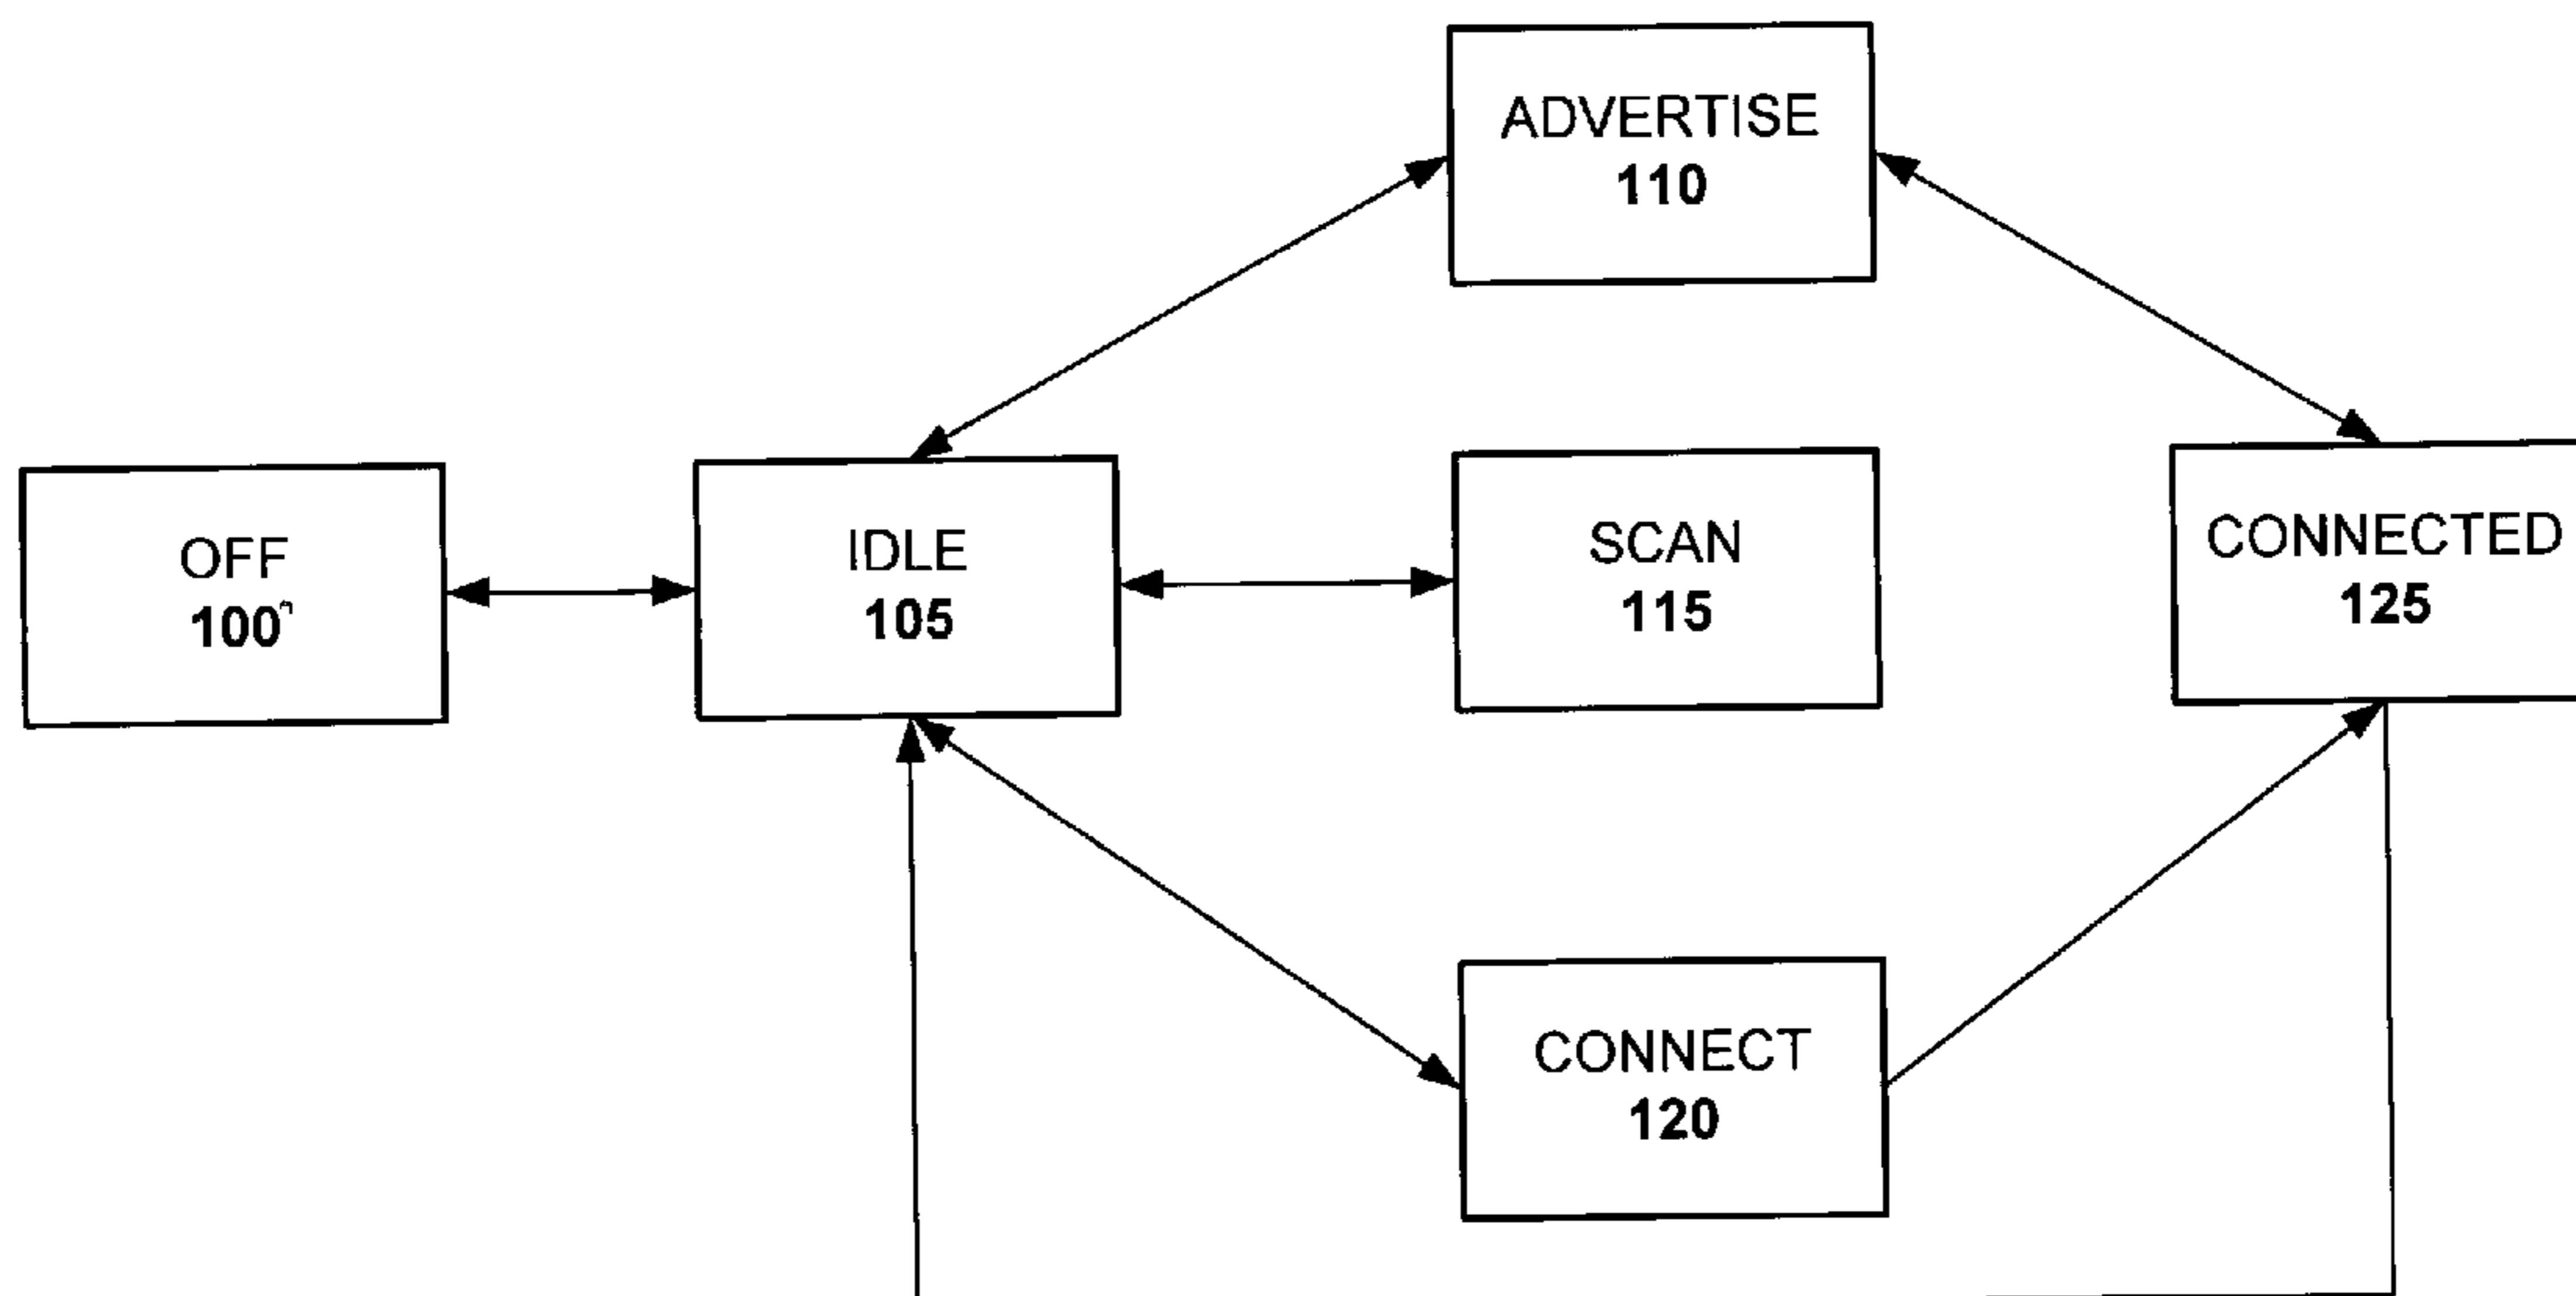 ADVERTISE
110
OFF
100
IDLE
105
SCAN
115
CONNECTED
125
CONNECT
120